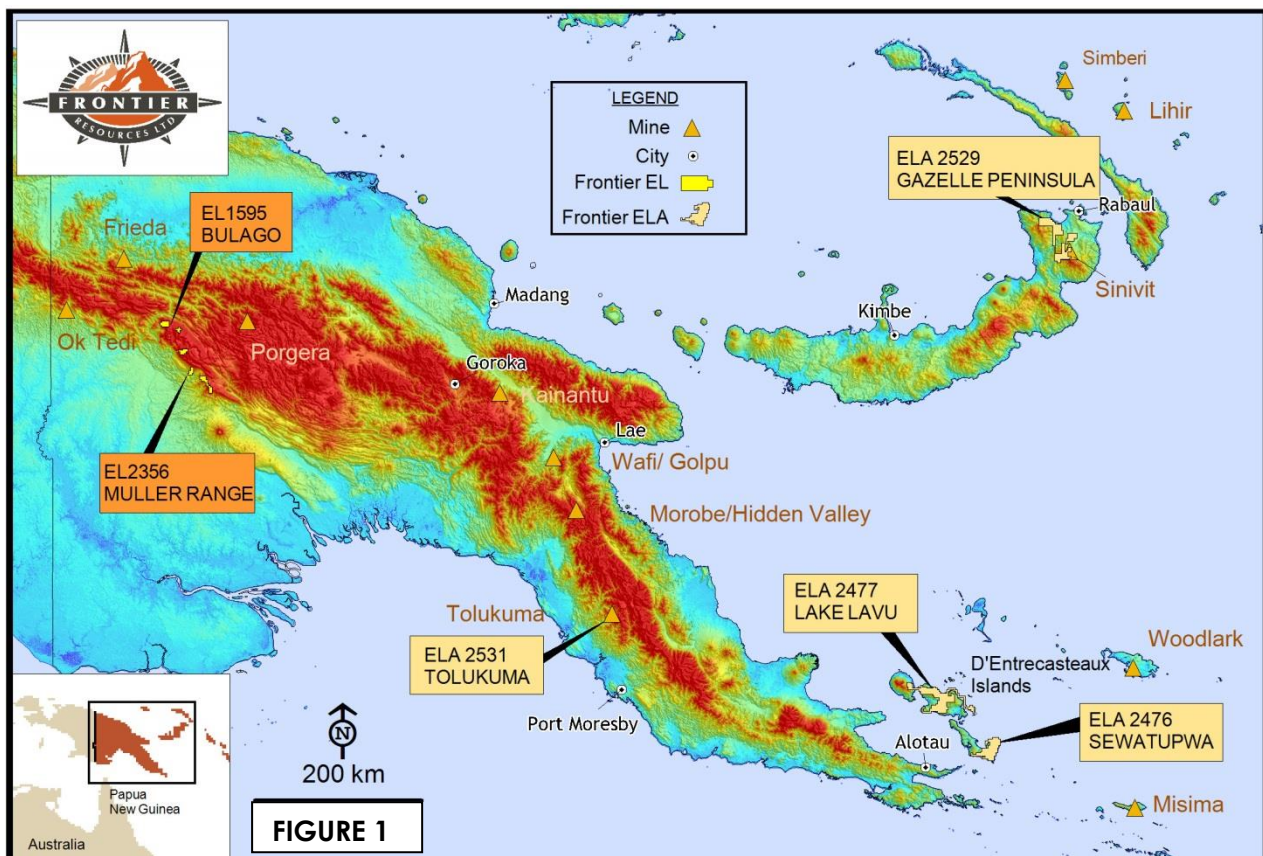 FRONTIER
RESOURCES LTD
LEGEND
Mine
City
Frontier EL
Frontier ELA
Simberi
Lihir
ELA 2529
GAZELLE PENINSULA
Rabaul
Sinivit
Kimbe
EL1595
BULAGO
Frieda
Ok Tedi
Porgera
Madang
Goroka
Kainantu
Lae
Wafi/ Golpu
EL2356
MULLER RANGE
Morobe/Hidden Valley
Tolukuma
ELA 2531
TOLUKUMA
Port Moresby
ELA 2477
LAKE LAVU
D'Entrecasteaux
Islands
Woodlark
ELA 2476
SEWATUPWA
Alotau
Misima
N
200 km
FIGURE 1
Papua
New Guinea
Australia